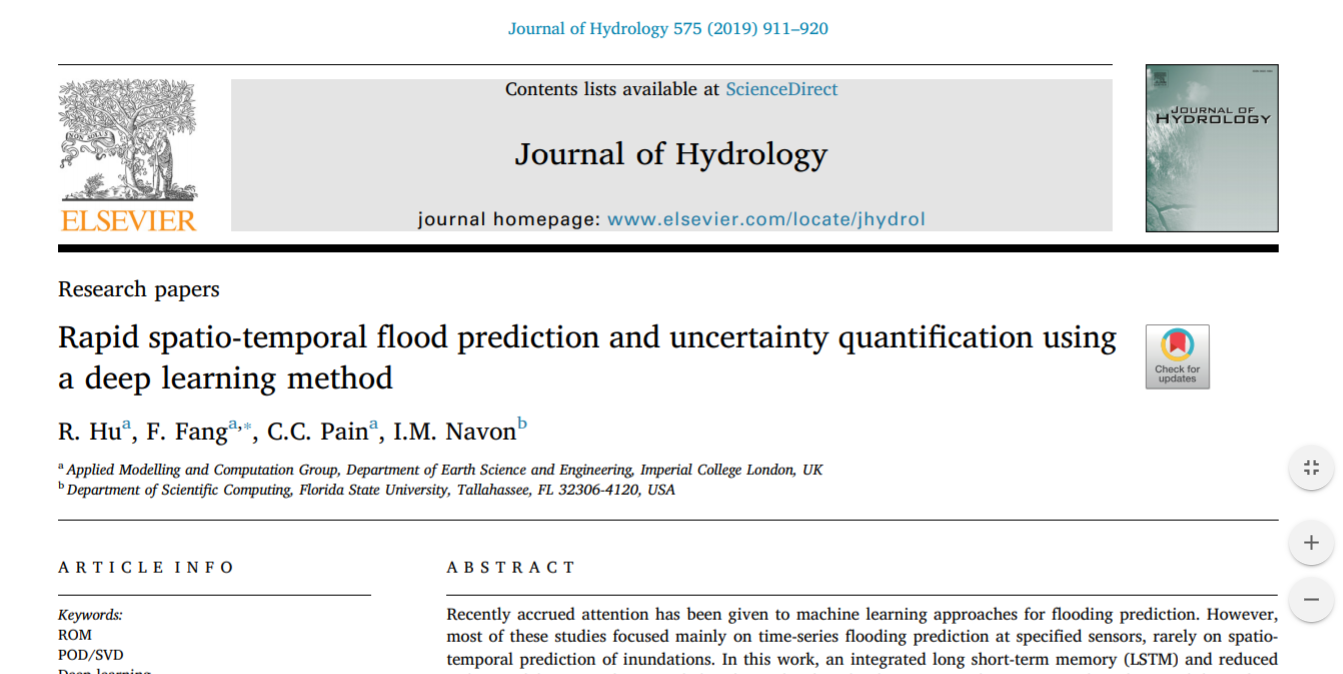 Journal of Hydrology 575 (2019) 911–920
Contents lists available at ScienceDirect
Journal of Hydrology
journal homepage: www.elsevier.com/locate/jhydrol
ELSEVIER
JOURNAL OF
HYDROLOGY
Research papers
Rapid spatio-temporal flood prediction and uncertainty quantification using
a deep learning method
Check for
updates
R. Huᵃ, F. Fangᵃ,*, C.C. Painᵃ, I.M. Navonᵇ
ᵃ Applied Modelling and Computation Group, Department of Earth Science and Engineering, Imperial College London, UK
ᵇ Department of Scientific Computing, Florida State University, Tallahassee, FL 32306-4120, USA
ARTICLE INFO
Keywords:
ROM
POD/SVD
Deep learning
ABSTRACT
Recently accrued attention has been given to machine learning approaches for flooding prediction. However,
most of these studies focused mainly on time-series flooding prediction at specified sensors, rarely on spatio-
temporal prediction of inundations. In this work, an integrated long short-term memory (LSTM) and reduced